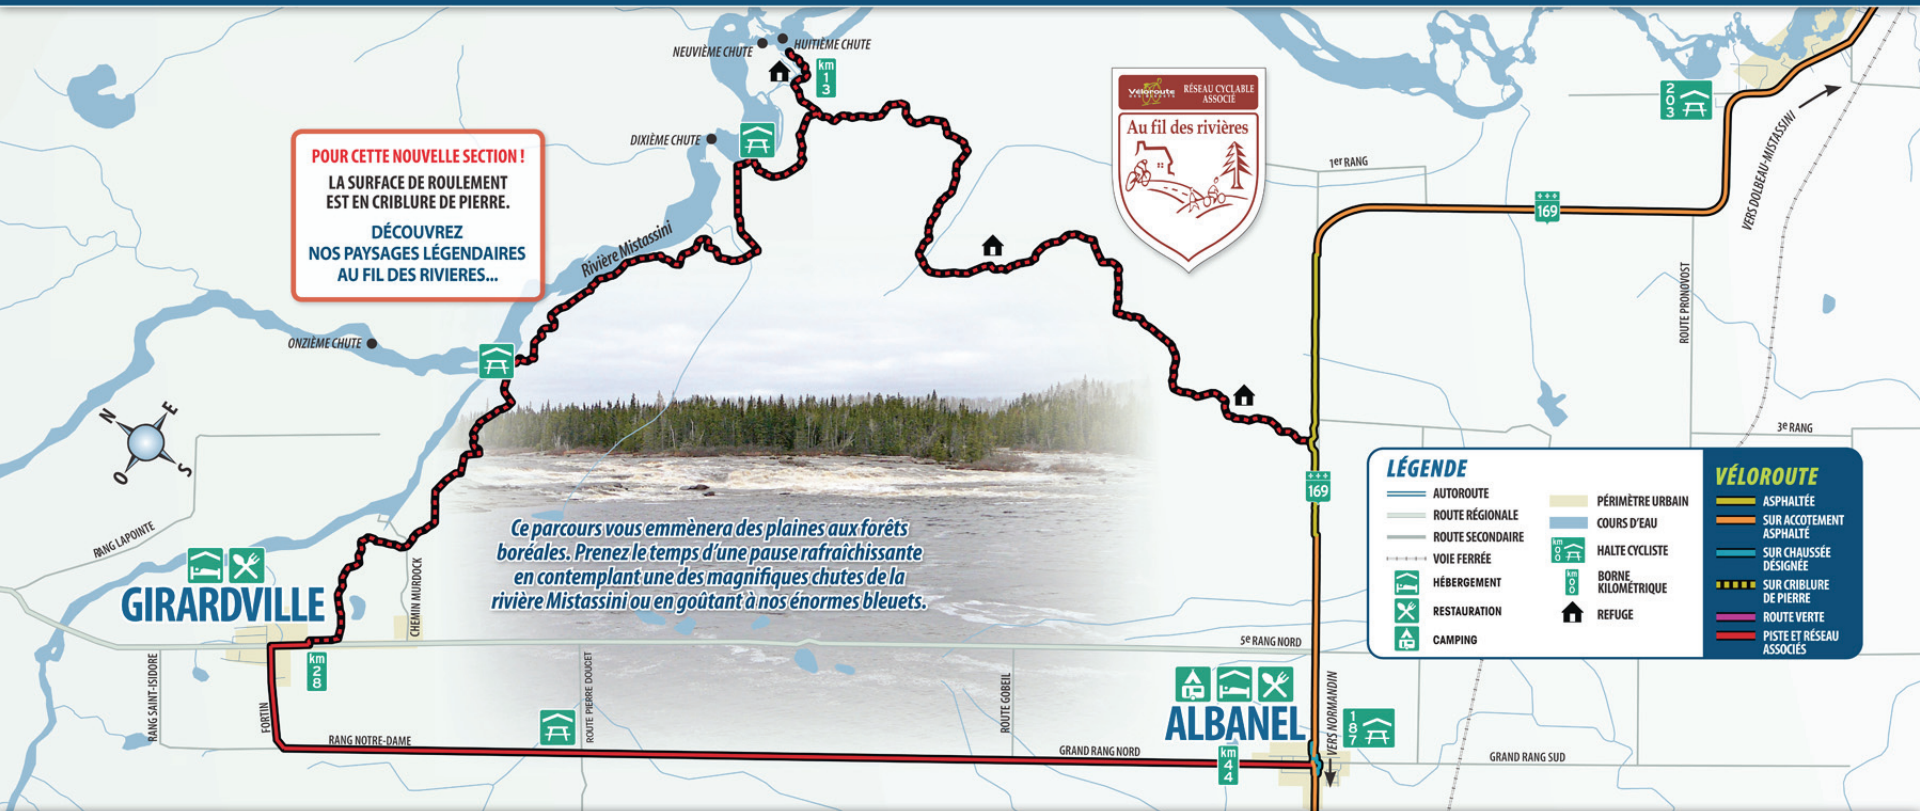 NEUVIÈME CHUTE
HUITIÈME CHUTE
km
1
3
DIXIÈME CHUTE
POUR CETTE NOUVELLE SECTION !
LA SURFACE DE ROULEMENT
EST EN CRIBLURE DE PIERRE.
DÉCOUVREZ
NOS PAYSAGES LÉGENDAIRES
AU FIL DES RIVIERES...
Rivière Mistassini
ONZIÈME CHUTE
Véloroute
RÉSEAU CYCLABLE
ASSOCIÉ
Au fil des rivières
1er RANG
169
2
0
3
VERS DOLBEAU-MISTASSINI
ROUTE PRONOVOST
3e RANG
N
E
S
O
RANG LAPOINTE
GIRARDVILLE
CHEMIN MURDOCK
Ce parcours vous emmènera des plaines aux forêts
boréales. Prenez le temps d'une pause rafraîchissante
en contemplant une des magnifiques chutes de la
rivière Mistassini ou en goûtant à nos énormes bleuets.
169
LÉGENDE
AUTOROUTE
ROUTE RÉGIONALE
ROUTE SECONDAIRE
VOIE FERRÉE
HÉBERGEMENT
RESTAURATION
CAMPING
PÉRIMÈTRE URBAIN
COURS D'EAU
km
0
0
HALTE CYCLISTE
km
0
0
BORNE
KILOMÉTRIQUE
REFUGE
VÉLOROUTE
ASPHALTÉE
SUR ACCOTEMENT
ASPHALTÉ
SUR CHAUSSÉE
DÉSIGNÉE
SUR CRIBLURE
DE PIERRE
ROUTE VERTE
PISTE ET RÉSEAU
ASSOCIÉS
5e RANG NORD
km
2
8
RANG SAINT-ISIDORE
FORTIN
RANG NOTRE-DAME
ROUTE PIERRE DOUCET
ROUTE GOBEIL
GRAND RANG NORD
ALBANEL
km
4
4
VERS NORMANDIN
1
8
7
GRAND RANG SUD